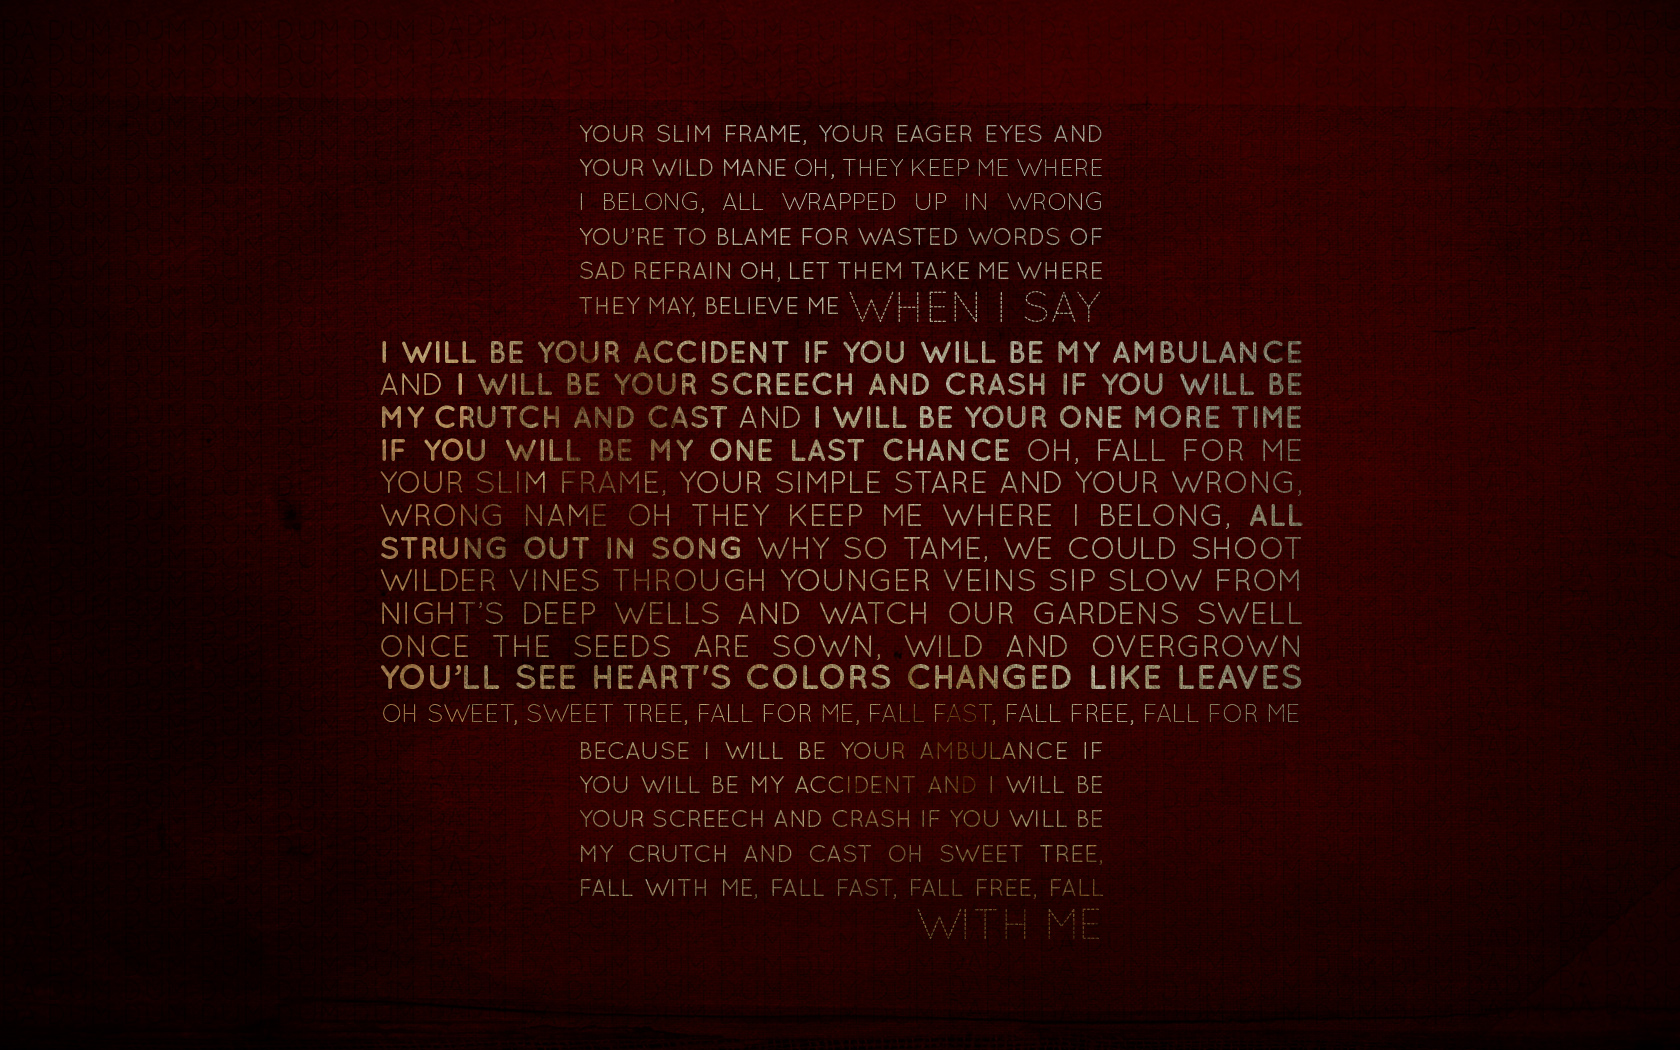 YOUR SLIM FRAME, YOUR EAGER EYES AND
YOUR WILD MANE OH, THEY KEEP ME WHERE
I BELONG, ALL WRAPPED UP IN WRONG
YOU'RE TO BLAME FOR WASTED WORDS OF
SAD REFRAIN OH, LET THEM TAKE ME WHERE
THEY MAY, BELIEVE ME WHEN I SAY
I WILL BE YOUR ACCIDENT IF YOU WILL BE MY AMBULANCE
AND I WILL BE YOUR SCREECH AND CRASH IF YOU WILL BE
MY CRUTCH AND CAST AND I WILL BE YOUR ONE MORE TIME
IF YOU WILL BE MY ONE LAST CHANCE OH, FALL FOR ME
YOUR SLIM FRAME, YOUR SIMPLE STARE AND YOUR WRONG,
WRONG NAME OH THEY KEEP ME WHERE I BELONG, ALL
STRUNG OUT IN SONG WHY SO TAME, WE COULD SHOOT
WILDER VINES THROUGH YOUNGER VEINS SIP SLOW FROM
NIGHT'S DEEP WELLS AND WATCH OUR GARDENS SWELL
ONCE THE SEEDS ARE SOWN, WILD AND OVERGROWN
YOU'LL SEE HEART'S COLORS CHANGED LIKE LEAVES
OH SWEET, SWEET TREE, FALL FOR ME, FALL FAST, FALL FREE, FALL FOR ME
BECAUSE I WILL BE YOUR AMBULANCE IF
YOU WILL BE MY ACCIDENT AND I WILL BE
YOUR SCREECH AND CRASH IF YOU WILL BE
MY CRUTCH AND CAST OH SWEET TREE,
FALL WITH ME, FALL FAST, FALL FREE, FALL
WITH ME